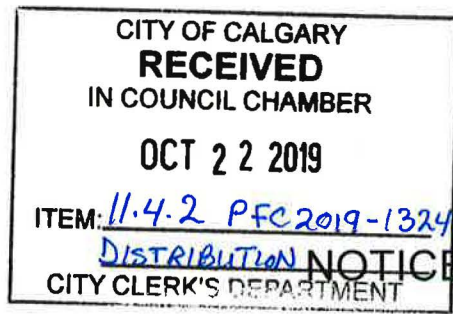 CITY OF CALGARY
RECEIVED
IN COUNCIL CHAMBER
OCT 2 2 2019
ITEM: 11.4.2 PFC2019-1324
DISTRIBUTION NOTICE
CITY CLERK'S DEPARTMENT